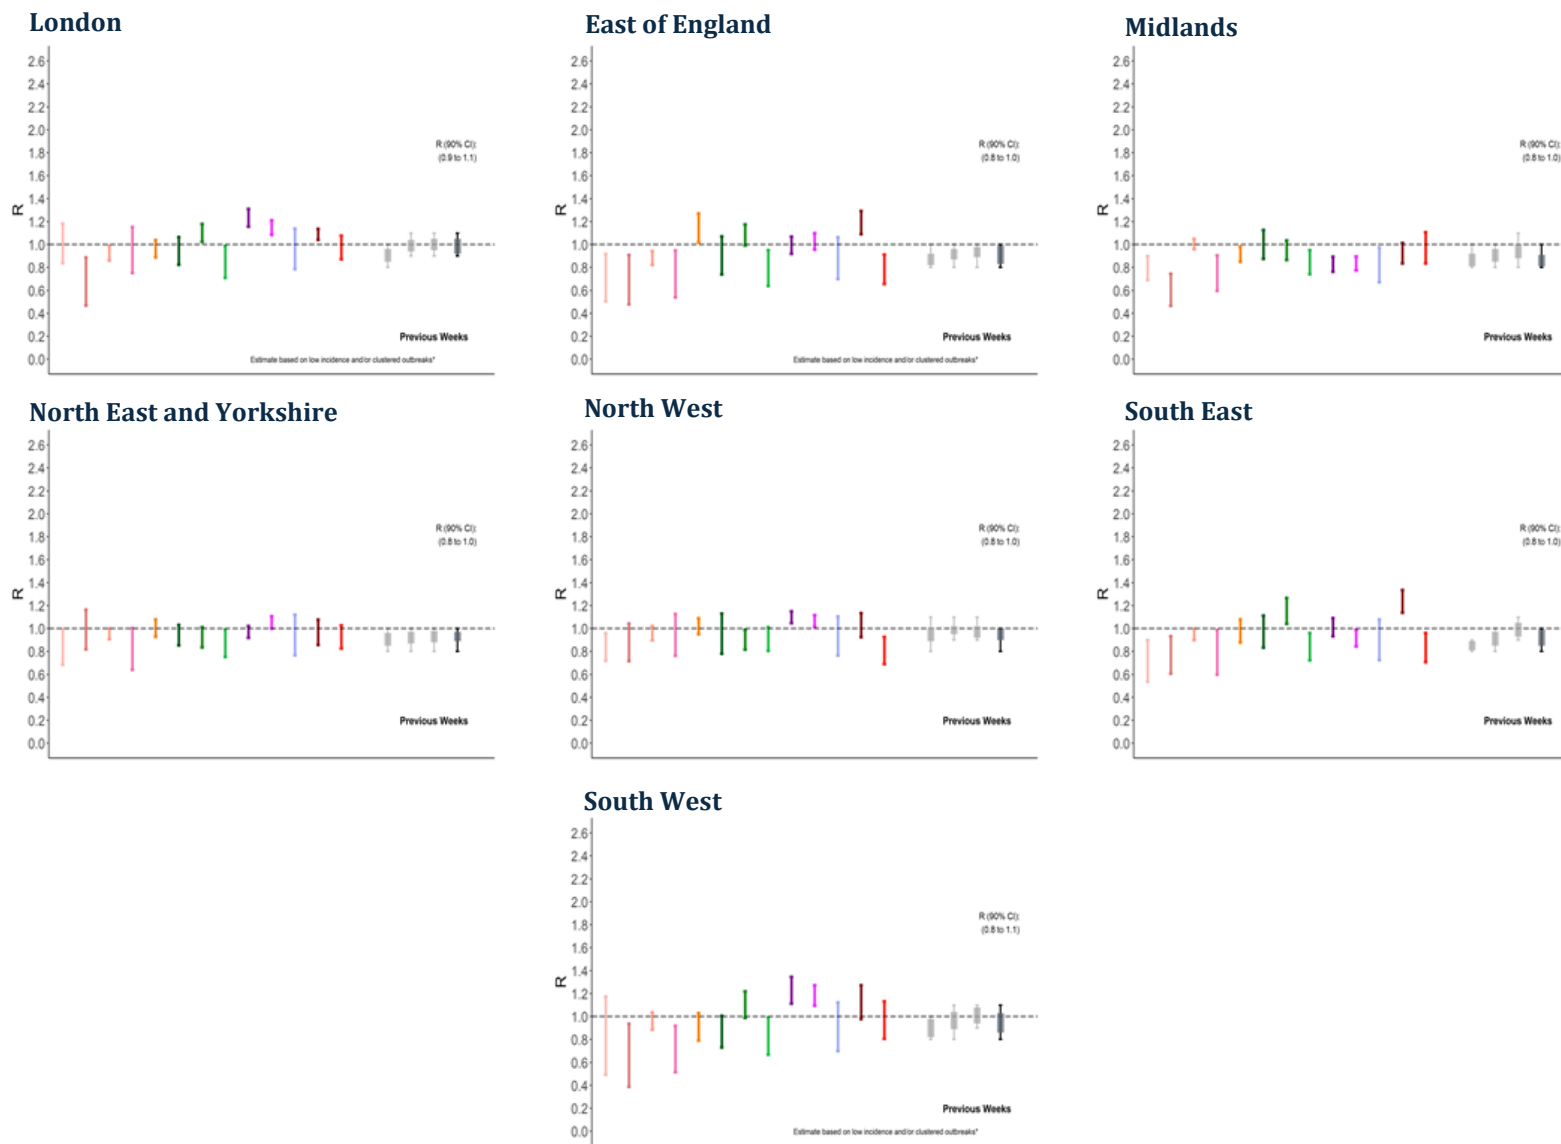 London
2.6
2.4
2.2
2.0
1.8
1.6
1.4
1.2
1.0
0.8
0.6
0.4
0.2
0.0
R
R (90% CI):
(0.9 to 1.1)
Previous Weeks
Estimate based on low incidence and/or clustered outbreaks*
East of England
2.6
2.4
2.2
2.0
1.8
1.6
1.4
1.2
1.0
0.8
0.6
0.4
0.2
0.0
R
R (90% CI):
(0.8 to 1.0)
Previous Weeks
Estimate based on low incidence and/or clustered outbreaks*
Midlands
2.6
2.4
2.2
2.0
1.8
1.6
1.4
1.2
1.0
0.8
0.6
0.4
0.2
0.0
R
R (90% CI):
(0.8 to 1.0)
Previous Weeks
North East and Yorkshire
2.6
2.4
2.2
2.0
1.8
1.6
1.4
1.2
1.0
0.8
0.6
0.4
0.2
0.0
R
R (90% CI):
(0.8 to 1.0)
Previous Weeks
North West
2.6
2.4
2.2
2.0
1.8
1.6
1.4
1.2
1.0
0.8
0.6
0.4
0.2
0.0
R
R (90% CI):
(0.8 to 1.0)
Previous Weeks
South East
2.6
2.4
2.2
2.0
1.8
1.6
1.4
1.2
1.0
0.8
0.6
0.4
0.2
0.0
R
R (90% CI):
(0.8 to 1.0)
Previous Weeks
South West
2.6
2.4
2.2
2.0
1.8
1.6
1.4
1.2
1.0
0.8
0.6
0.4
0.2
0.0
R
R (90% CI):
(0.8 to 1.1)
Previous Weeks
Estimate based on low incidence and/or clustered outbreaks*